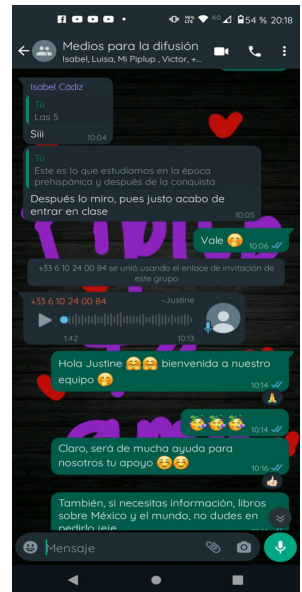 54 % 20:18
Medios para la difusión
Isabel, Luisa, Mi Piplup , Victor, +...
Isabel Cádiz
Tú
Las 5
Siii 10:04
Tú
Este es lo que estudiamos en la época
prehispánica y después de la conquista
Después lo miro, pues justo acabo de
entrar en clase
10:05
Vale 10:06
+33 6 10 24 00 84 se unió usando el enlace de invitación de
este grupo
+33 6 10 24 00 84 ~Justine
1:42 10:13
Hola Justine 🤗🤗 bienvenida a nuestro
equipo 🤗
10:14
🙏
🥳🥳🥳 10:14
Claro, será de mucha ayuda para
nosotros tu apoyo ☺️☺️
10:16
👍🏻
También, si necesitas información, libros
sobre México y el mundo, no dudes en
pedirlo jeje
Mensaje